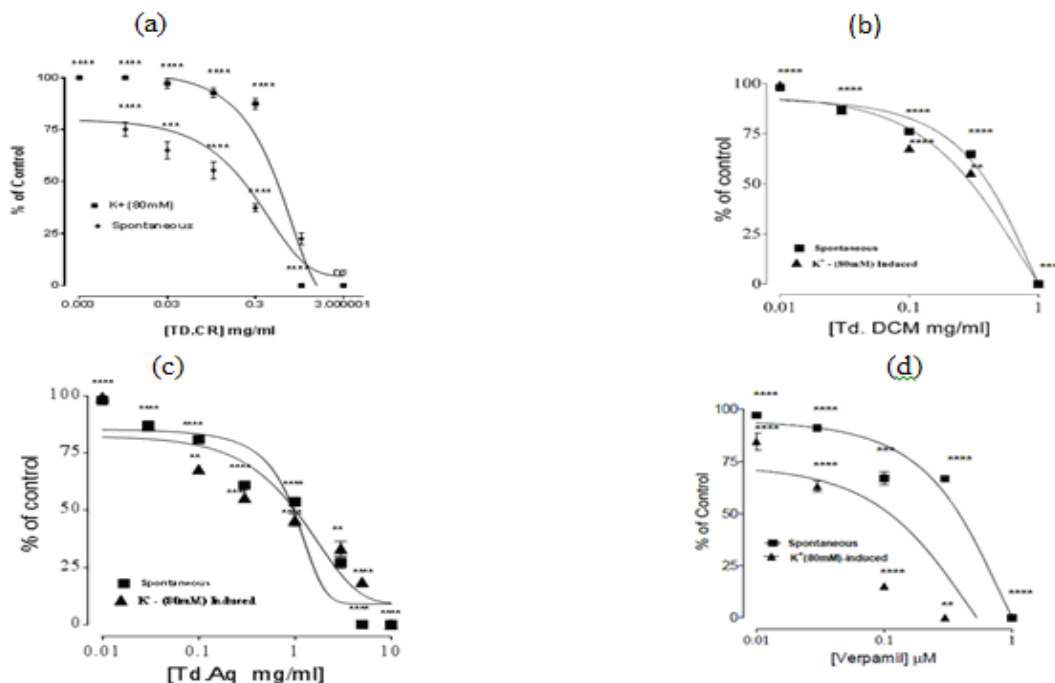 (a)
**** **** **** **** ****
100
****
***
75
****
50
****
25
**** ns
0
% of Control
K+ (80mM)
Spontaneous
0.003 0.03 0.3 3.000001
[TD.CR] mg/ml
(b)
****
100
****
****
75
****
****
50
**
25
***
0
% of Control
Spontaneous
K+ - (80mM) Induced
0.01 0.1 1
[Td. DCM mg/ml]
(c)
****
100
**** ****
75
**
****
****
50
****
****
**
25
****
**** ****
0
% of control
Spontaneous
K - (80mM) Induced
0.01 0.1 1 10
[Td.Aq mg/ml]
(d)
****
100
****
****
75
***
****
****
50
25
****
**
****
0
% of Control
Spontaneous
K+(80mM)-induced
0.01 0.1 1
[Verpamil] µM